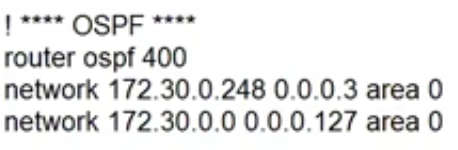 ! **** OSPF ****
router ospf 400
network 172.30.0.248 0.0.0.3 area 0
network 172.30.0.0 0.0.0.127 area 0